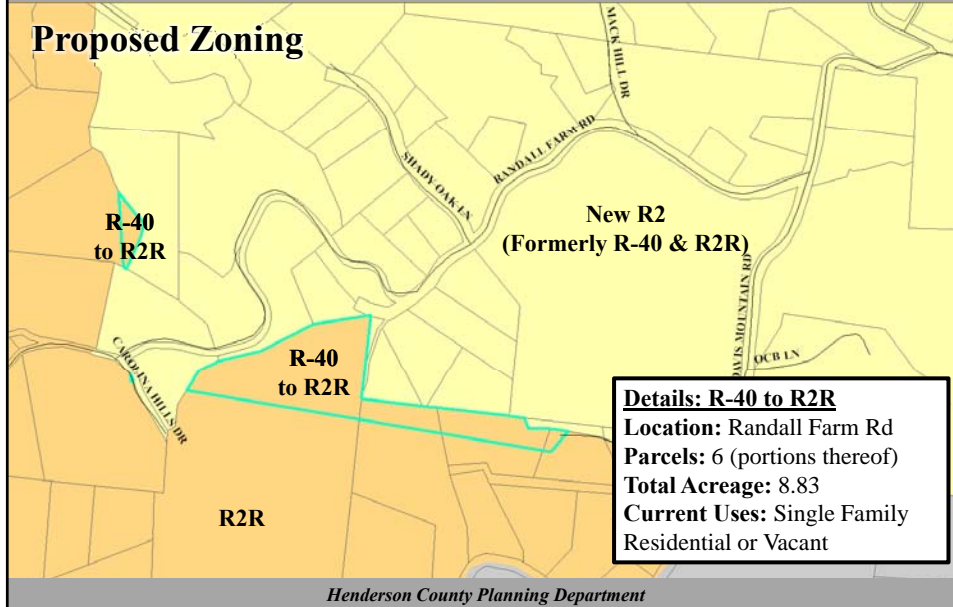 Proposed Zoning
MACK HILL DR
RANDALL FARM RD
SHADY OAK LN
R-40
to R2R
New R2
(Formerly R-40 & R2R)
DAVIS MOUNTAIN RD
OCB LN
CAROLINA HILLS DR
R-40
to R2R
R2R
Details: R-40 to R2R
Location: Randall Farm Rd
Parcels: 6 (portions thereof)
Total Acreage: 8.83
Current Uses: Single Family
Residential or Vacant
Henderson County Planning Department